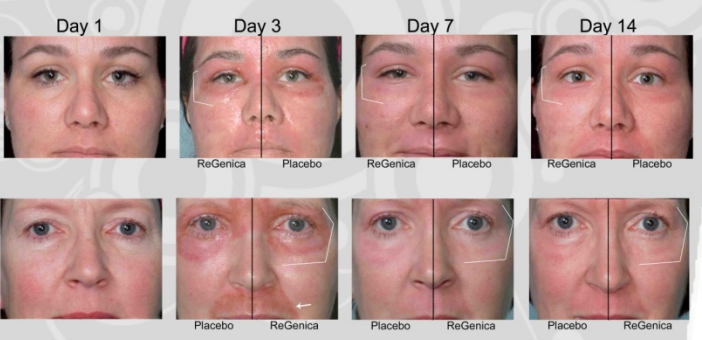 Day 1 Day 3 Day 7 Day 14
ReGenica Placebo ReGenica Placebo ReGenica Placebo
Placebo ReGenica Placebo ReGenica Placebo ReGenica